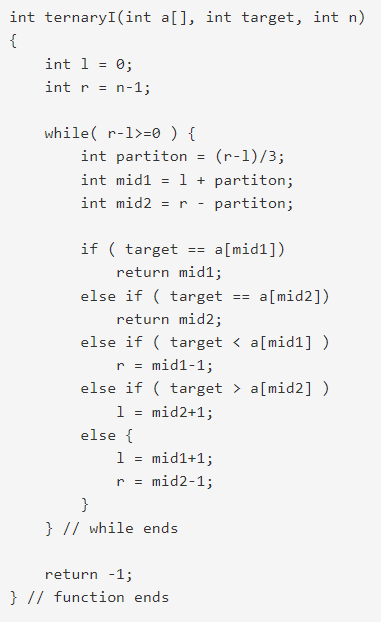 int ternaryI(int a[], int target, int n)
{
    int l = 0;
    int r = n-1;

    while( r-l>=0 ) {
        int partiton = (r-l)/3;
        int mid1 = l + partiton;
        int mid2 = r - partiton;

        if ( target == a[mid1])
            return mid1;
        else if ( target == a[mid2])
            return mid2;
        else if ( target < a[mid1] )
            r = mid1-1;
        else if ( target > a[mid2] )
            l = mid2+1;
        else {
            l = mid1+1;
            r = mid2-1;
        }
    } // while ends

    return -1;
} // function ends